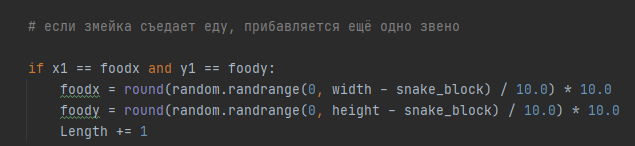 # если змейка съедает еду, прибавляется ещё одно звено
if x1 == foodx and y1 == foody:
foodx = round(random.randrange(0, width - snake_block) / 10.0) * 10.0
foody = round(random.randrange(0, height - snake_block) / 10.0) * 10.0
Length += 1